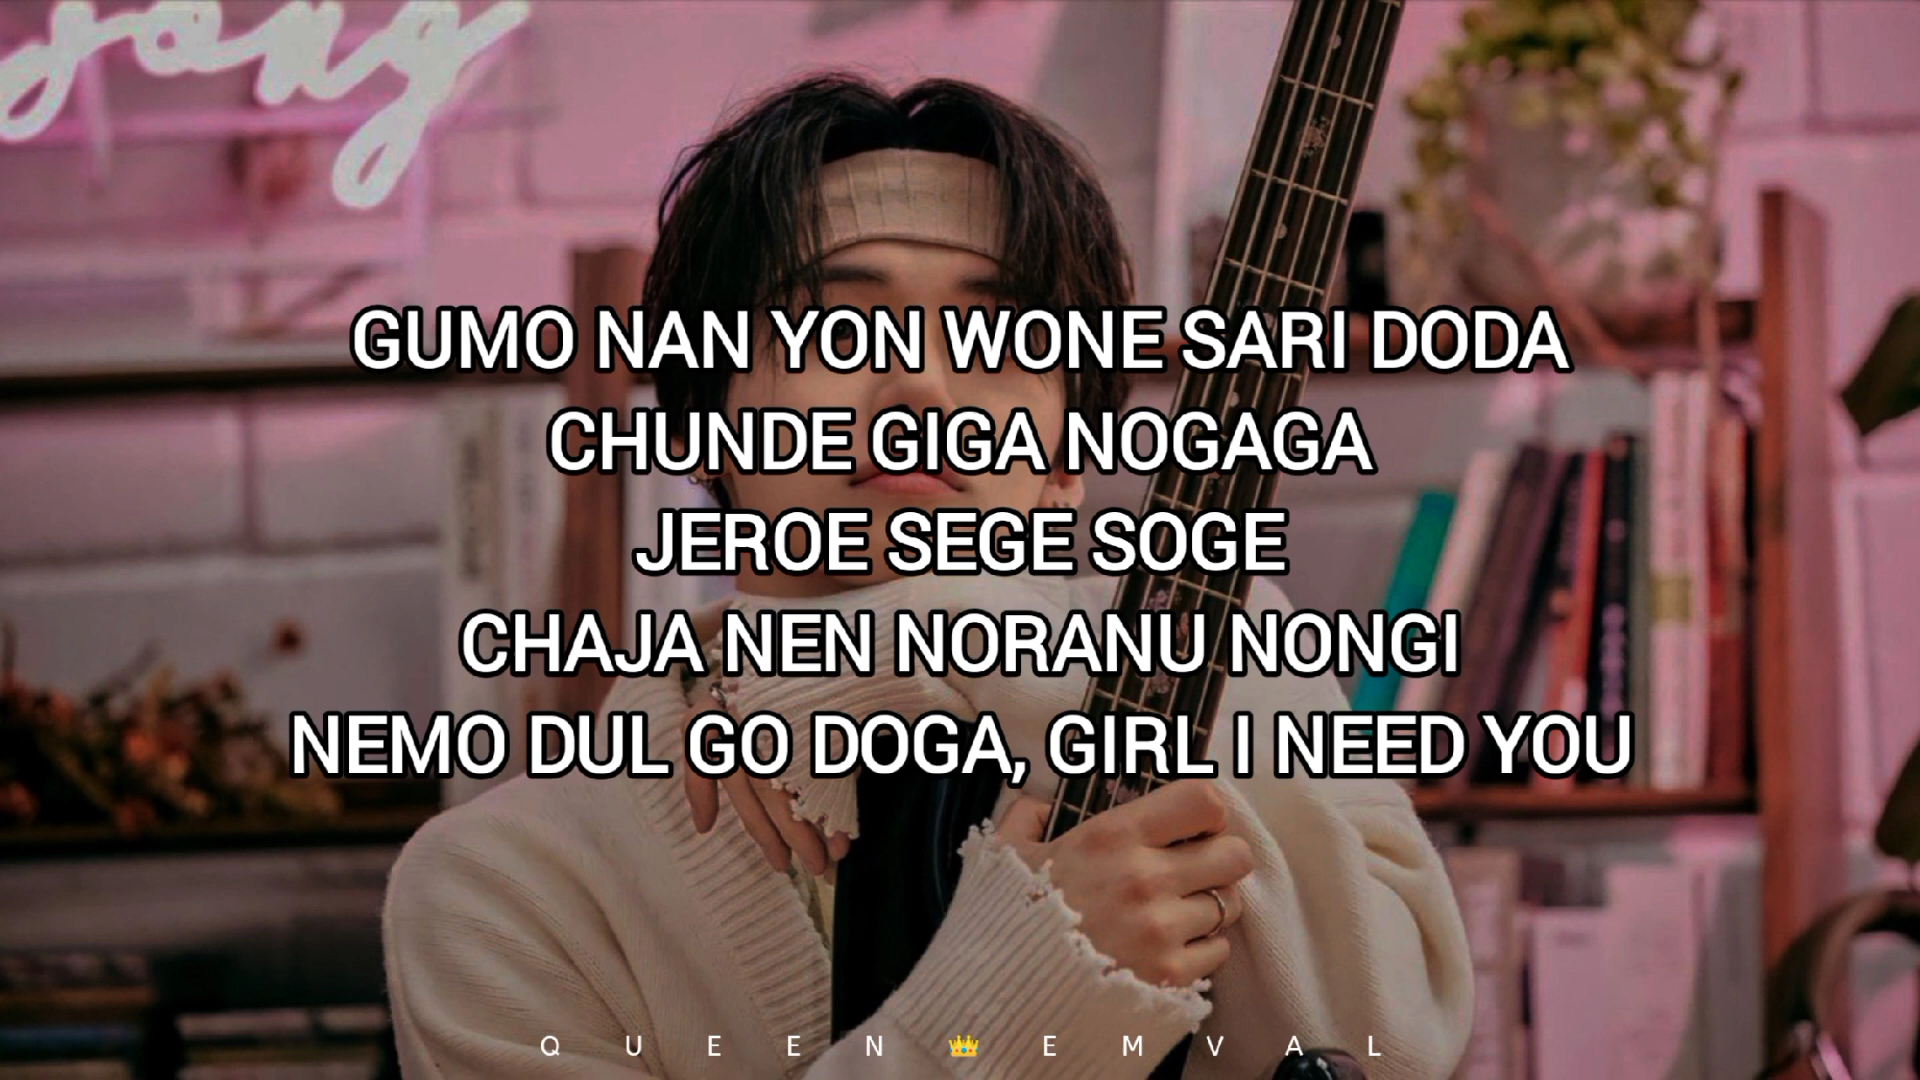 song
GUMO NAN YON WONE SARI DODA
CHUNDE GIGA NOGAGA
JEROE SEGE SOGE
CHAJA NEN NORANU NONGI
NEMO DUL GO DOGA, GIRL I NEED YOU
QUEEN👑EMVAL